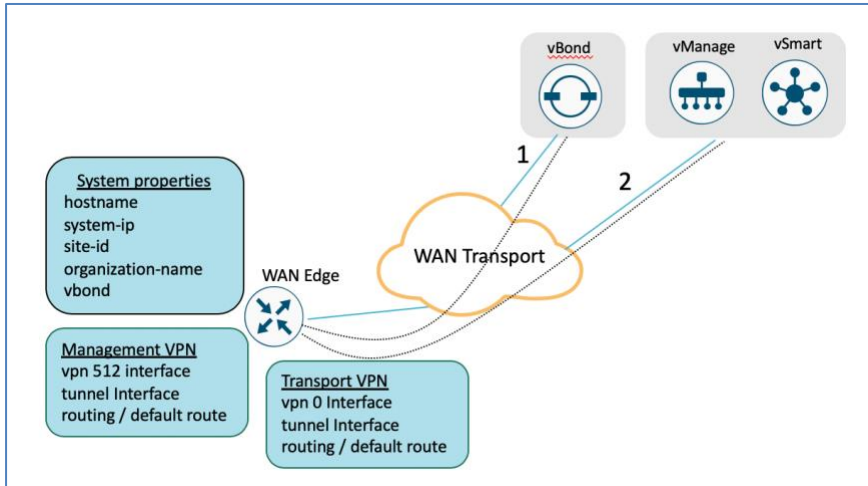 vBond
vManage
vSmart
1
2
System properties
hostname
system-ip
site-id
organization-name
vbond
WAN Transport
WAN Edge
Management VPN
vpn 512 interface
tunnel Interface
routing / default route
Transport VPN
vpn 0 Interface
tunnel Interface
routing / default route